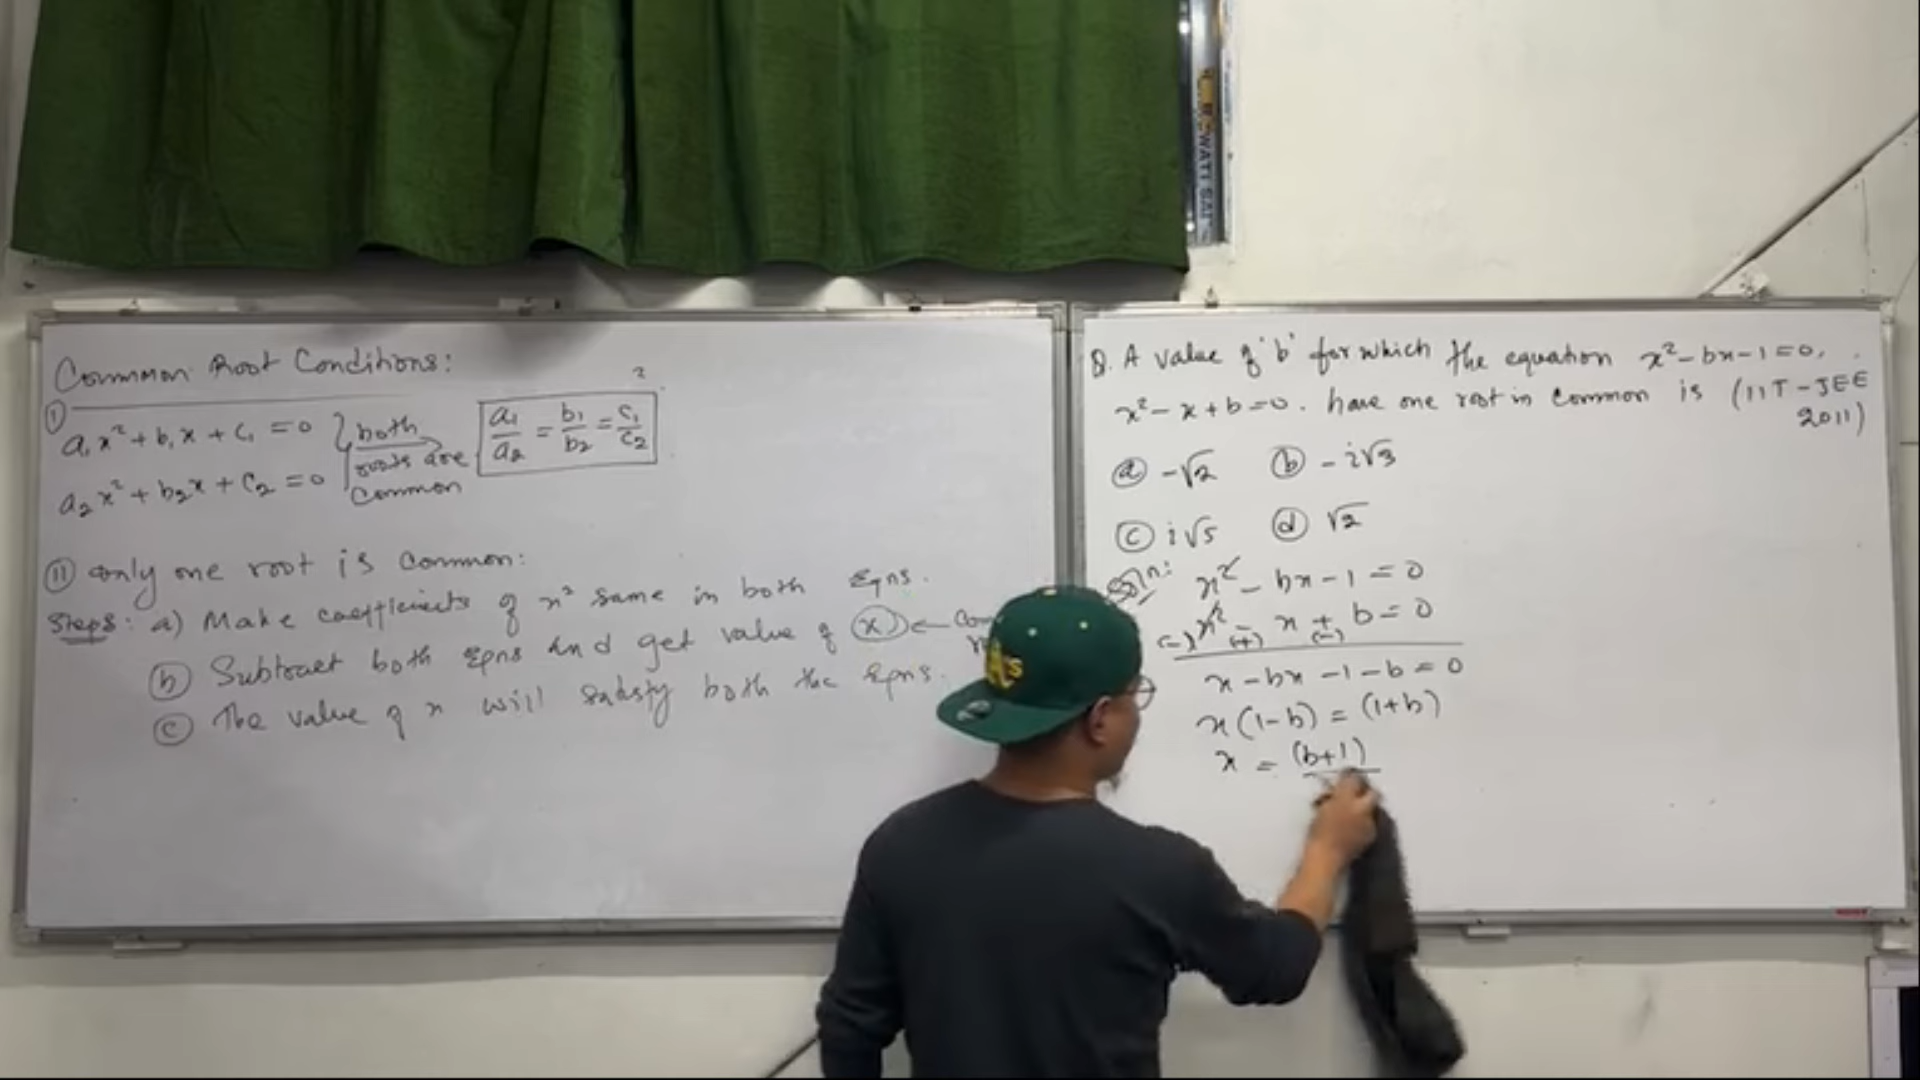 Common Root Conditions:
(I)
a₁x² + b₁x + c₁ = 0
a₂x² + b₂x + c₂ = 0
both
roots are
Common
a₁/a₂ = b₁/b₂ = c₁/c₂
2
(II) only one root is common:
Steps: a) Make coefficients of x² same in both Eqns.
(b) Subtract both Eqns and get value of (x) ←
(c) The value of x will satisfy both the Eqns.
Q. A value of 'b' for which the equation x² - bx - 1 = 0,
x² - x + b = 0. have one root in common is (IIT - JEE
2011)
(a) -√2 (b) -i√3
(c) i√5 (d) √2
Soln: x² - bx - 1 = 0
x² - x + b = 0
(-) (+) (-)
x - bx - 1 - b = 0
x(1-b) = (1+b)
x = (b+1)
A's